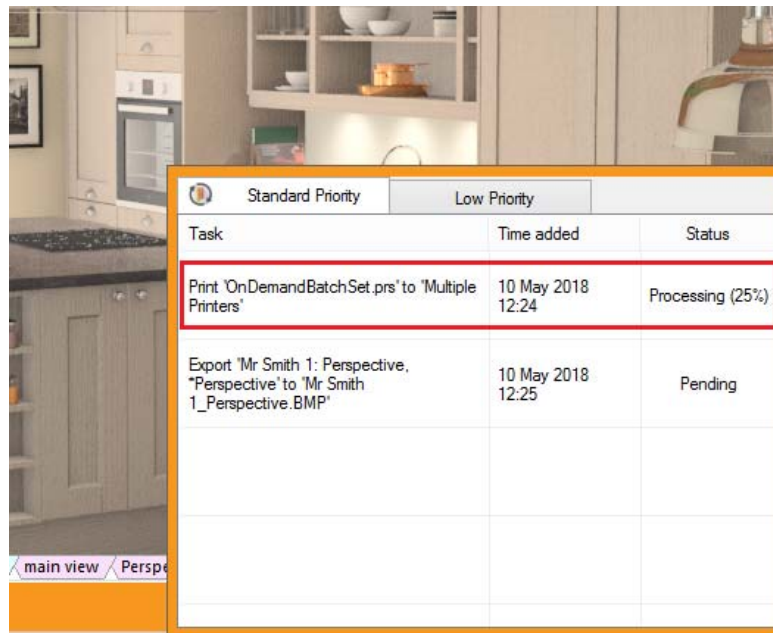 Standard Priority
Low Priority
Task
Time added
Status
Print 'OnDemandBatchSet.prs' to 'Multiple
Printers'
10 May 2018
12:24
Processing (25%)
Export 'Mr Smith 1: Perspective,
*Perspective' to 'Mr Smith
1_Perspective.BMP'
10 May 2018
12:25
Pending
main view
Perspe